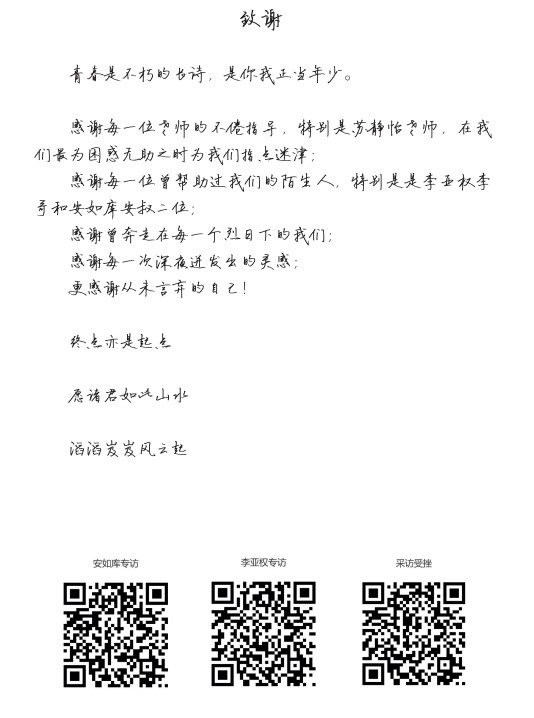 致谢
青春是不朽的古诗，是你我正当年少。
感谢每一位老师的不倦指导，特别是苏静怡老师，在我
们最为困惑无助之时为我们指点迷津；
感谢每一位曾帮助过我们的陌生人，特别是是李亚权李
哥和安如库安叔二位；
感谢曾奔走在每一个烈日下的我们；
感谢每一次深夜迸发出的灵感；
更感谢从未言弃的自己！
终点亦是起点
愿诸君如此山水
滔滔岌岌风云起
安如库专访
李亚权专访
采访受挫